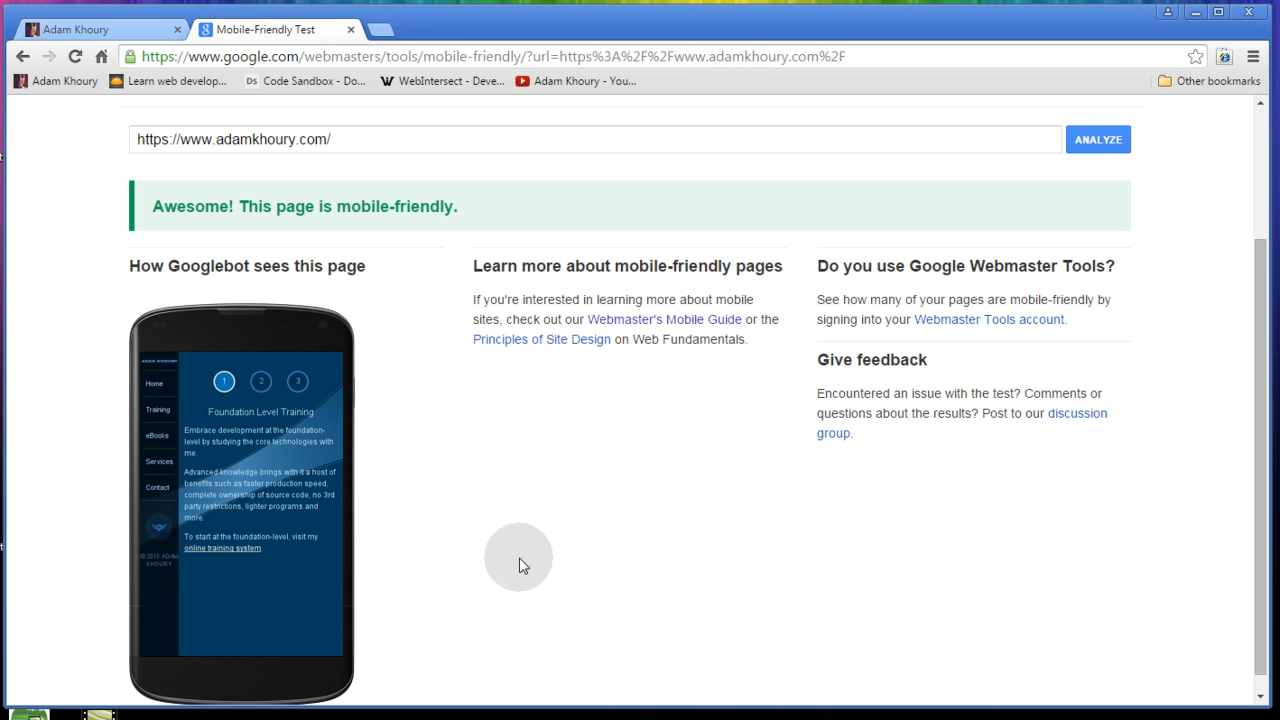 Adam Khoury
Mobile-Friendly Test
https://www.google.com/webmasters/tools/mobile-friendly/?url=https%3A%2F%2Fwww.adamkhoury.com%2F
Adam Khoury
Learn web develop...
DS Code Sandbox - Do...
W WebIntersect - Deve...
Adam Khoury - You...
Other bookmarks
https://www.adamkhoury.com/
ANALYZE
Awesome! This page is mobile-friendly.
How Googlebot sees this page
ADAM KHOURY
Home
Training
eBooks
Services
Contact
© 2015 ADAM
KHOURY
1 2 3
Foundation Level Training
Embrace development at the foundation-
level by studying the core technologies with
me.
Advanced knowledge brings with it a host of
benefits such as faster production speed,
complete ownership of source code, no 3rd
party restrictions, lighter programs and
more.
To start at the foundation-level, visit my
online training system.
Learn more about mobile-friendly pages
If you're interested in learning more about mobile
sites, check out our Webmaster's Mobile Guide or the
Principles of Site Design on Web Fundamentals.
Do you use Google Webmaster Tools?
See how many of your pages are mobile-friendly by
signing into your Webmaster Tools account.
Give feedback
Encountered an issue with the test? Comments or
questions about the results? Post to our discussion
group.